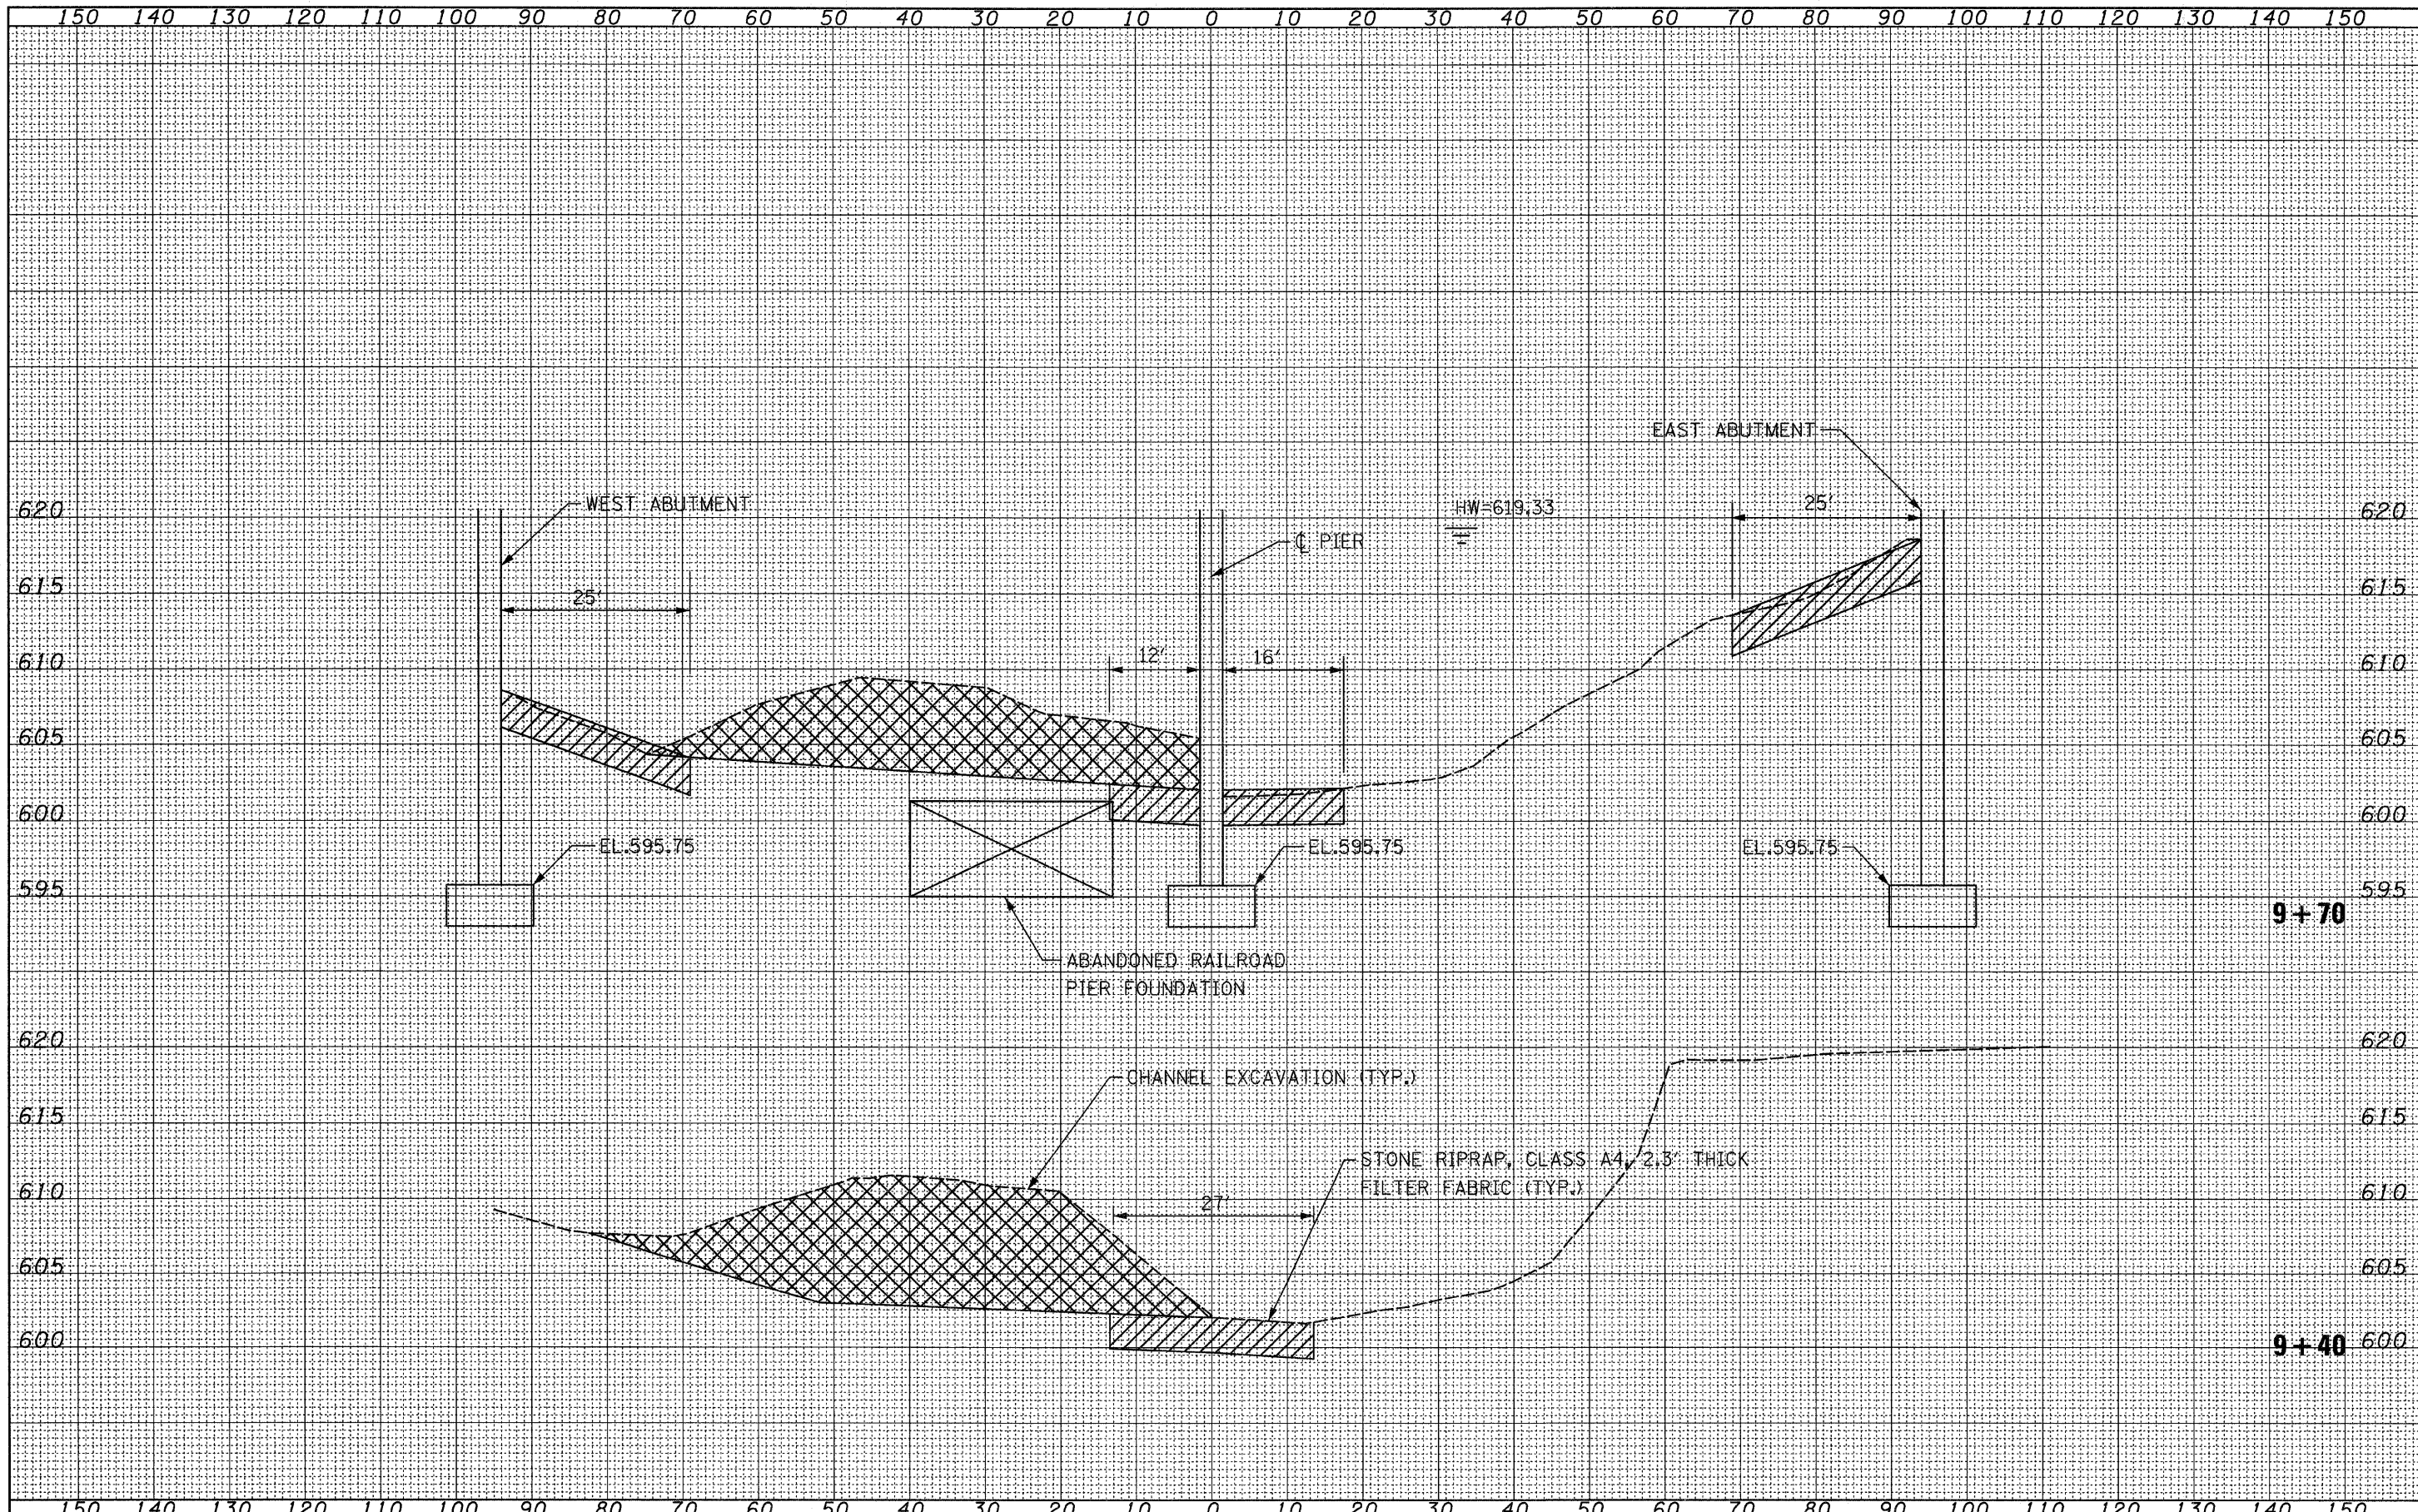 150 140 130 120 110 100 90 80 70 60 50 40 30 20 10 0 10 20 30 40 50 60 70 80 90 100 110 120 130 140 150
EAST ABUTMENT
620 WEST ABUTMENT HW=619.33 25' 620
℄ PIER
615 25' 615
610 12' 16' 610
605 605
600 600
EL.595.75 EL.595.75 EL.595.75
595 595
9+70
ABANDONED RAILROAD
PIER FOUNDATION
620 620
CHANNEL EXCAVATION (TYP.)
615 615
STONE RIPRAP, CLASS A4, 2.3' THICK
FILTER FABRIC (TYP.)
610 27' 610
605 605
600 9+40 600
150 140 130 120 110 100 90 80 70 60 50 40 30 20 10 0 10 20 30 40 50 60 70 80 90 100 110 120 130 140 150